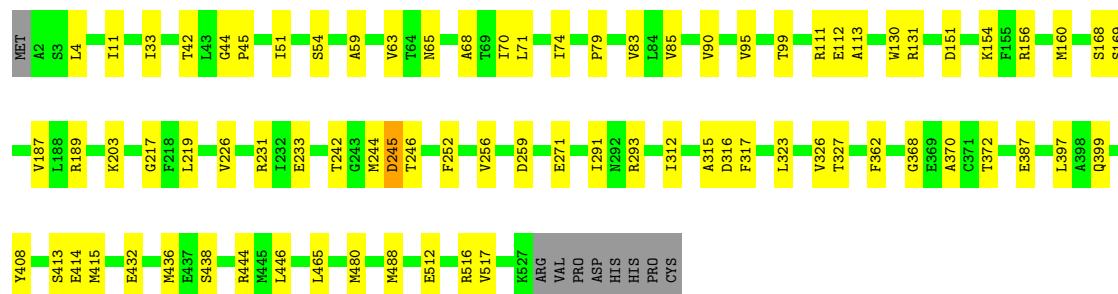 MET A2 S3 L4 I11 I33 T42 L43 G44 P45 I51 S54 A59 V63 T64 N65 A68 T69 I70 L71 I74 P79 V83 L84 V85 V90 V95 T99 R111 E112 A113 W130 R131 D151 K154 F155 R156 M160 S168 S169
V187 L188 R189 K203 G217 F218 L219 V226 R231 I232 E233 T242 G243 M244 D245 T246 F252 V256 D259 E271 I291 N292 R293 I312 A315 D316 F317 L323 V326 T327 F362 G368 E369 A370 C371 T372 E387 L397 A398 Q399
Y408 S413 E414 M415 E432 M436 E437 S438 R444 M445 L446 L465 M480 M488 E512 R516 V517 K527 ARG VAL PRO ASP HIS HIS PRO CYS